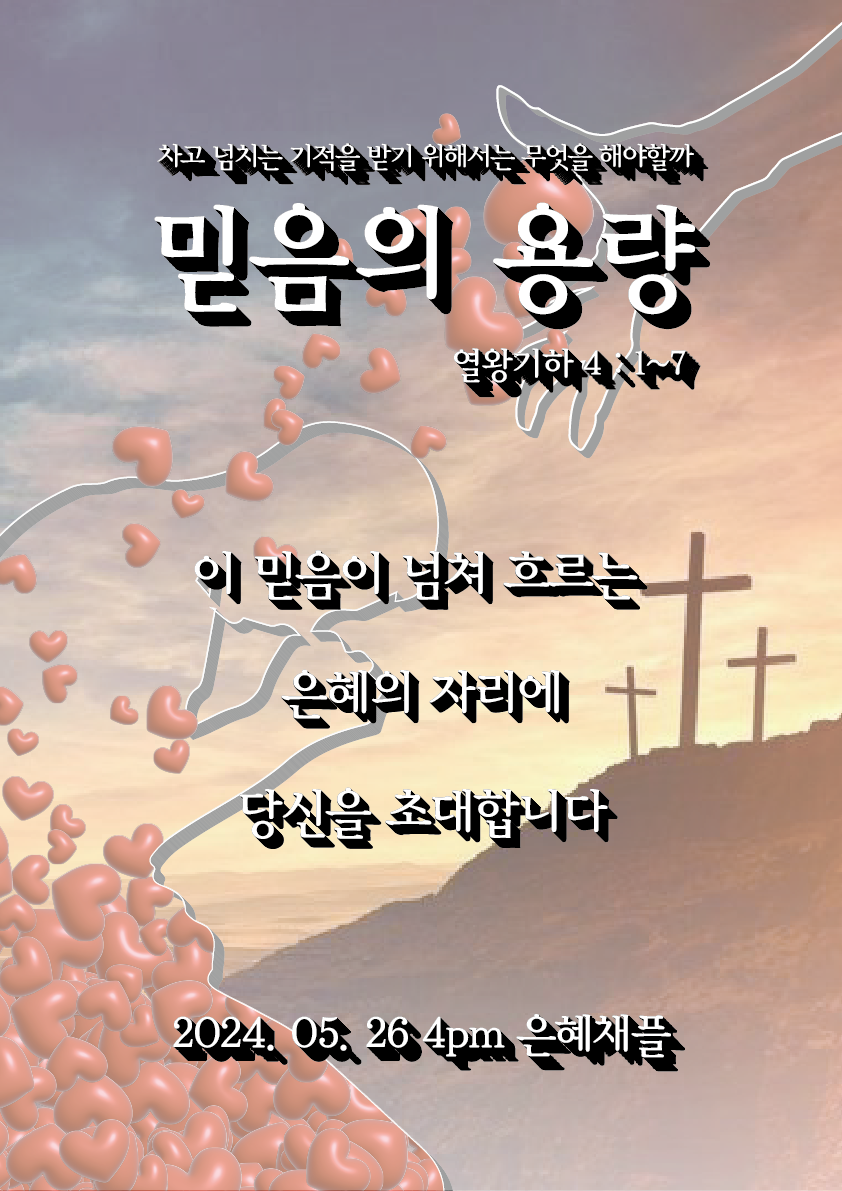 차고 넘치는 기적을 받기 위해서는 무엇을 해야할까
믿음의 용량
열왕기하 4 : 1~ 7
이 믿음이 넘쳐 흐르는
은혜의 자리에
당신을 초대합니다
2024. 05. 26 4pm 은혜채플